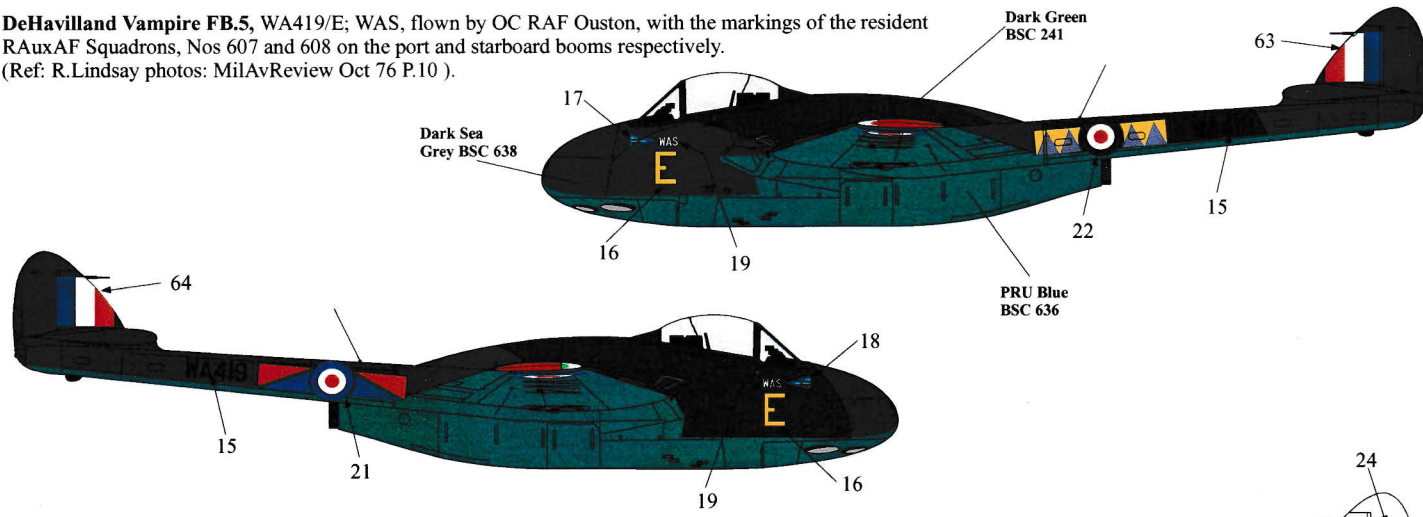 DeHavilland Vampire FB.5, WA419/E; WAS, flown by OC RAF Ouston, with the markings of the resident
RAuxAF Squadrons, Nos 607 and 608 on the port and starboard booms respectively.
(Ref: R.Lindsay photos: MilAvReview Oct 76 P.10 ).
Dark Green
BSC 241
63
17
Dark Sea
Grey BSC 638
WAS
E
WA419
15
22
16
19
PRU Blue
BSC 636
64
18
WA419
WAS
E
15
21
16
19
24